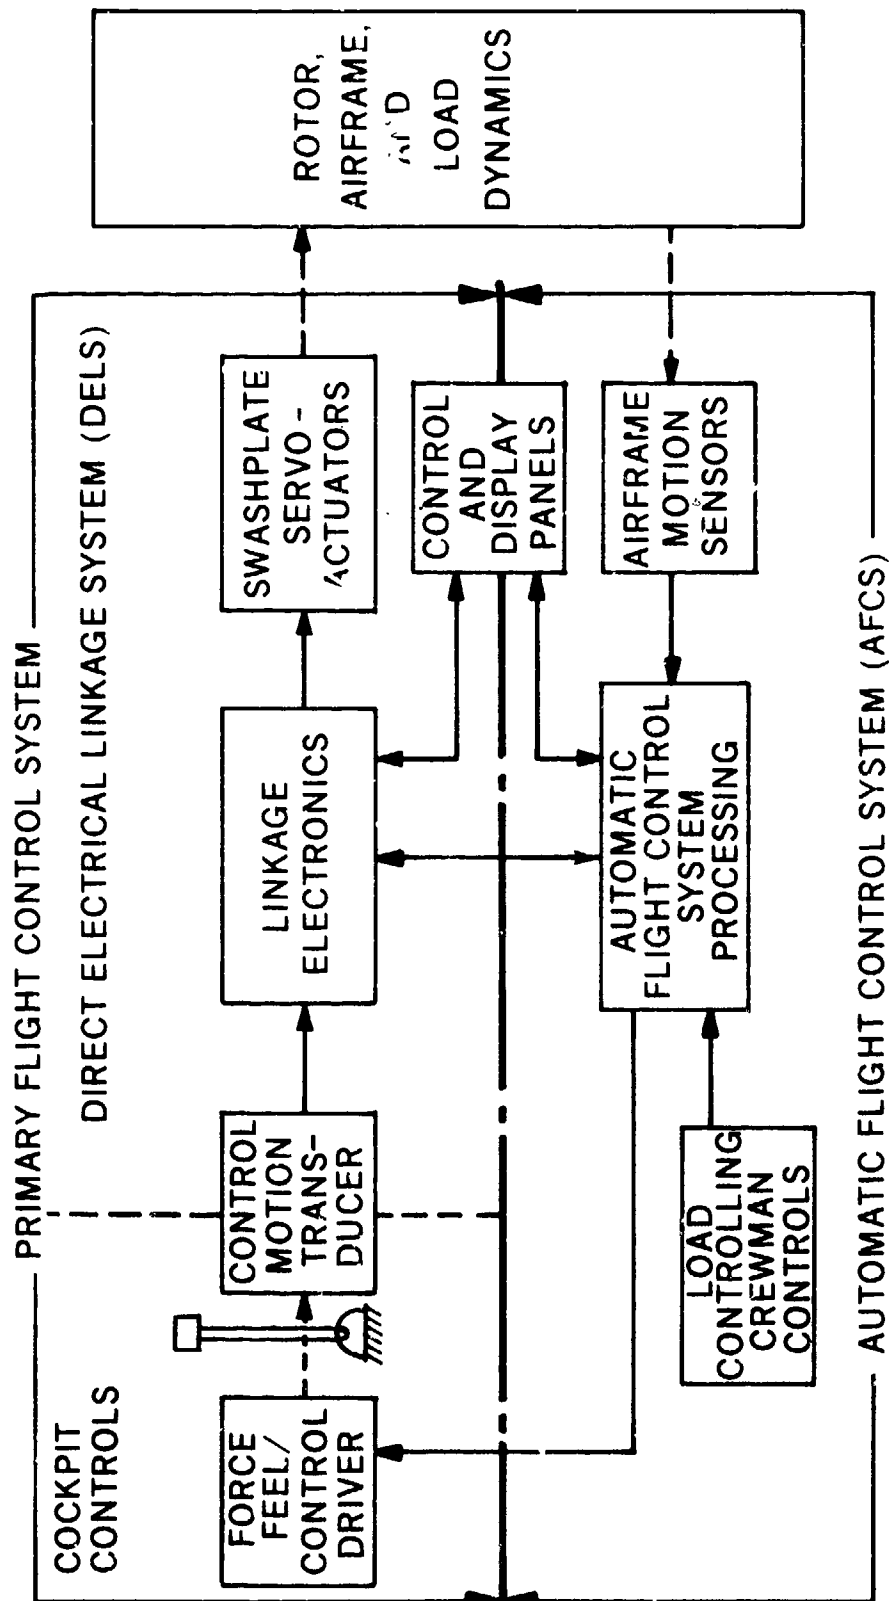 PRIMARY FLIGHT CONTROL SYSTEM
COCKPIT
CONTROLS
DIRECT ELECTRICAL LINKAGE SYSTEM (DELS)
FORCE
FEEL/
CONTROL
DRIVER
CONTROL
MOTION
TRANS-
DUCER
LINKAGE
ELECTRONICS
SWASHPLATE
SERVO-
ACTUATORS
ROTOR,
AIRFRAME,
AND
LOAD
DYNAMICS
CONTROL
AND
DISPLAY
PANELS
LOAD
CONTROLLING
CREWMAN
CONTROLS
AUTOMATIC
FLIGHT CONTROL
SYSTEM
PROCESSING
AIRFRAME
MOTION
SENSORS
AUTOMATIC FLIGHT CONTROL SYSTEM (AFCS)